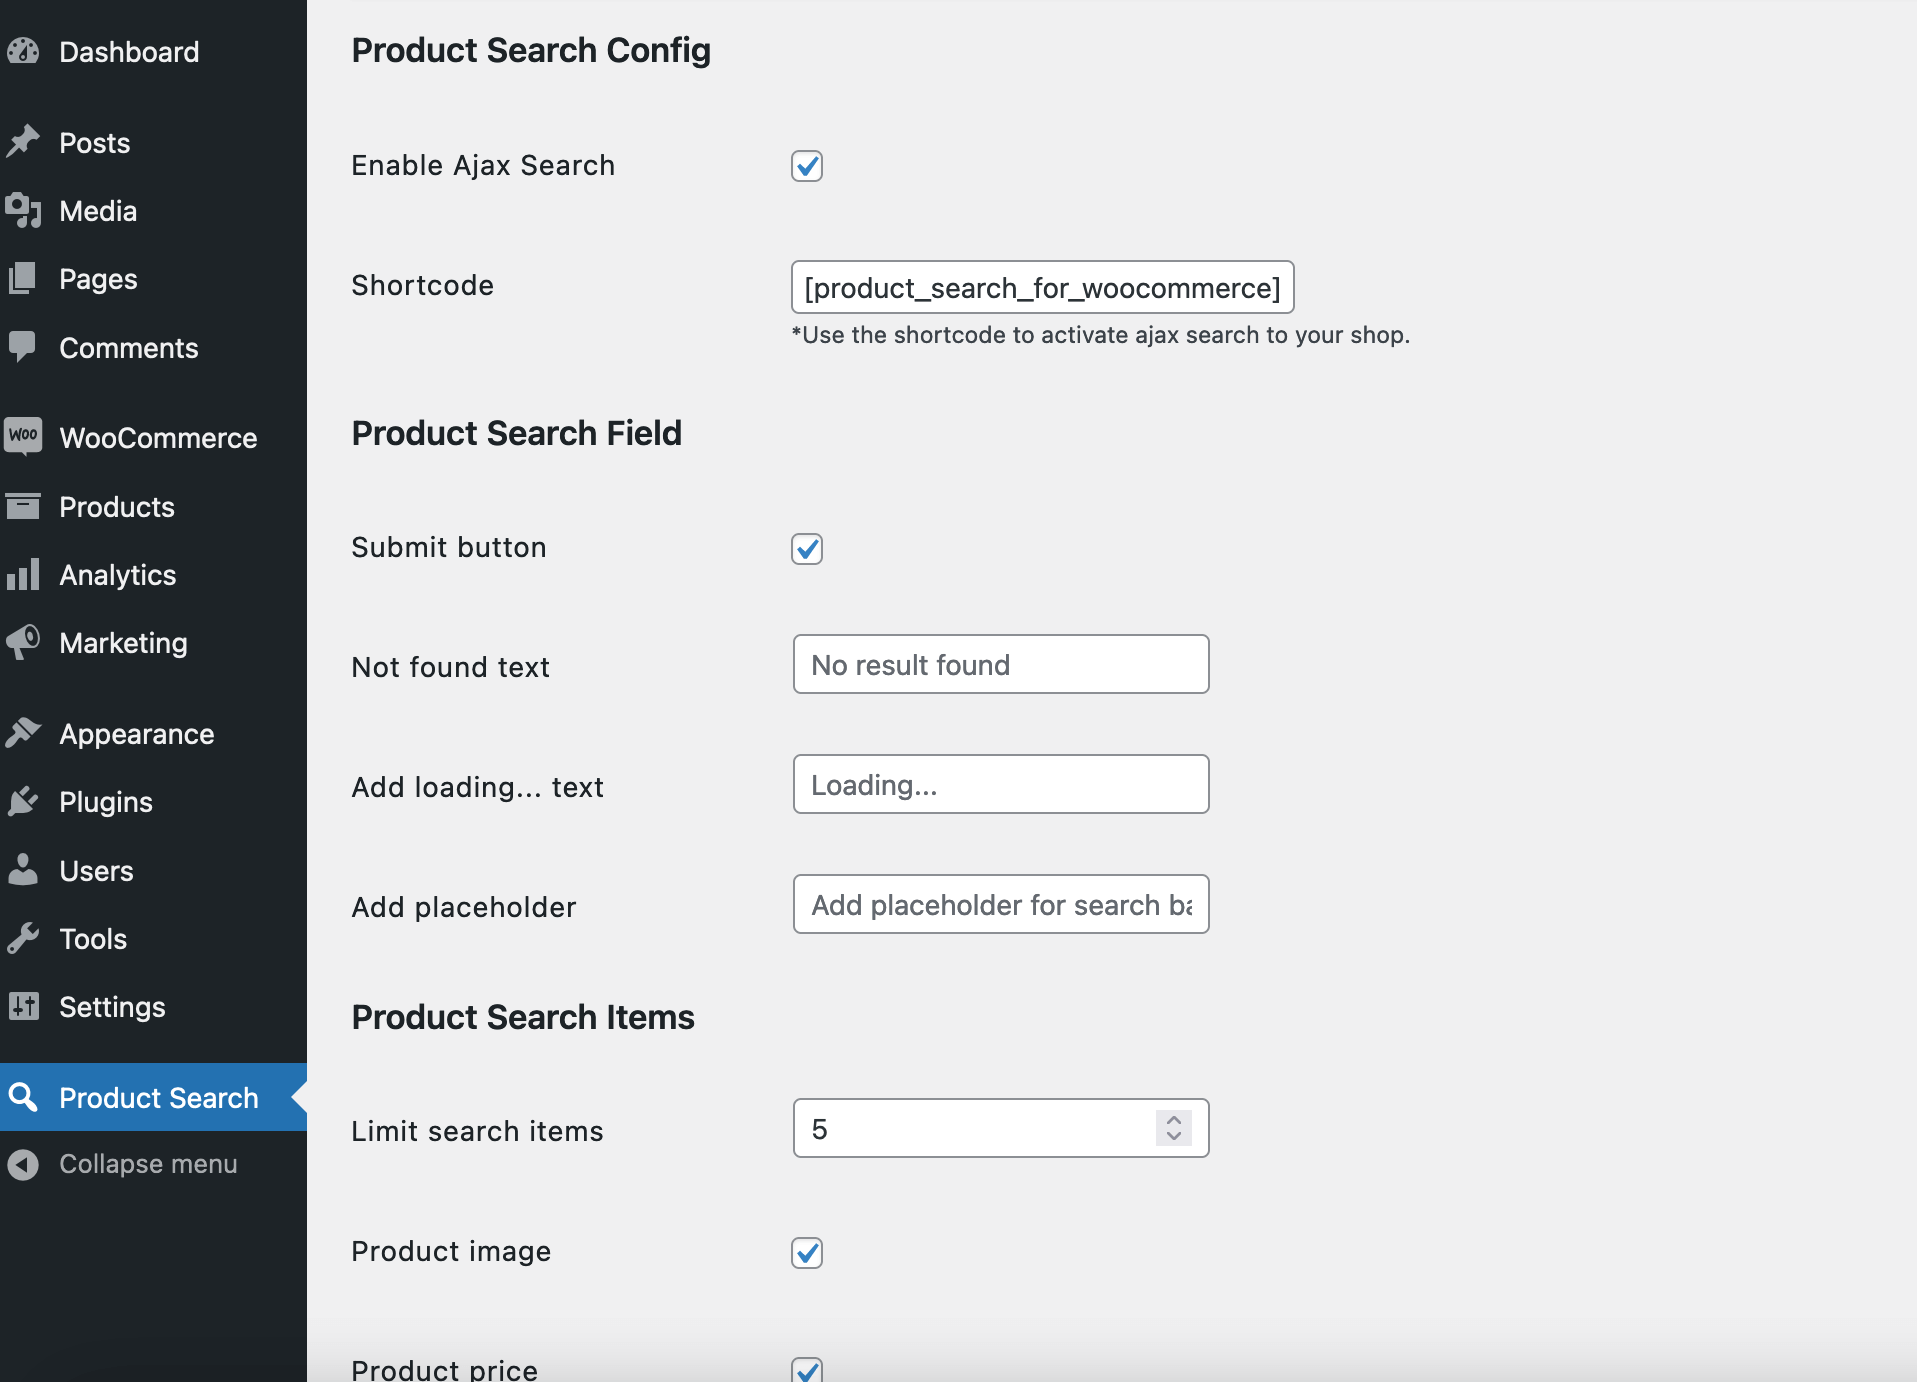 Dashboard
Posts
Media
Pages
Comments
Woo WooCommerce
Products
Analytics
Marketing
Appearance
Plugins
Users
Tools
Settings
Product Search
Collapse menu
Product Search Config
Enable Ajax Search
Shortcode [product_search_for_woocommerce]
*Use the shortcode to activate ajax search to your shop.
Product Search Field
Submit button
Not found text No result found
Add loading... text Loading...
Add placeholder Add placeholder for search ba
Product Search Items
Limit search items 5
Product image
Product price